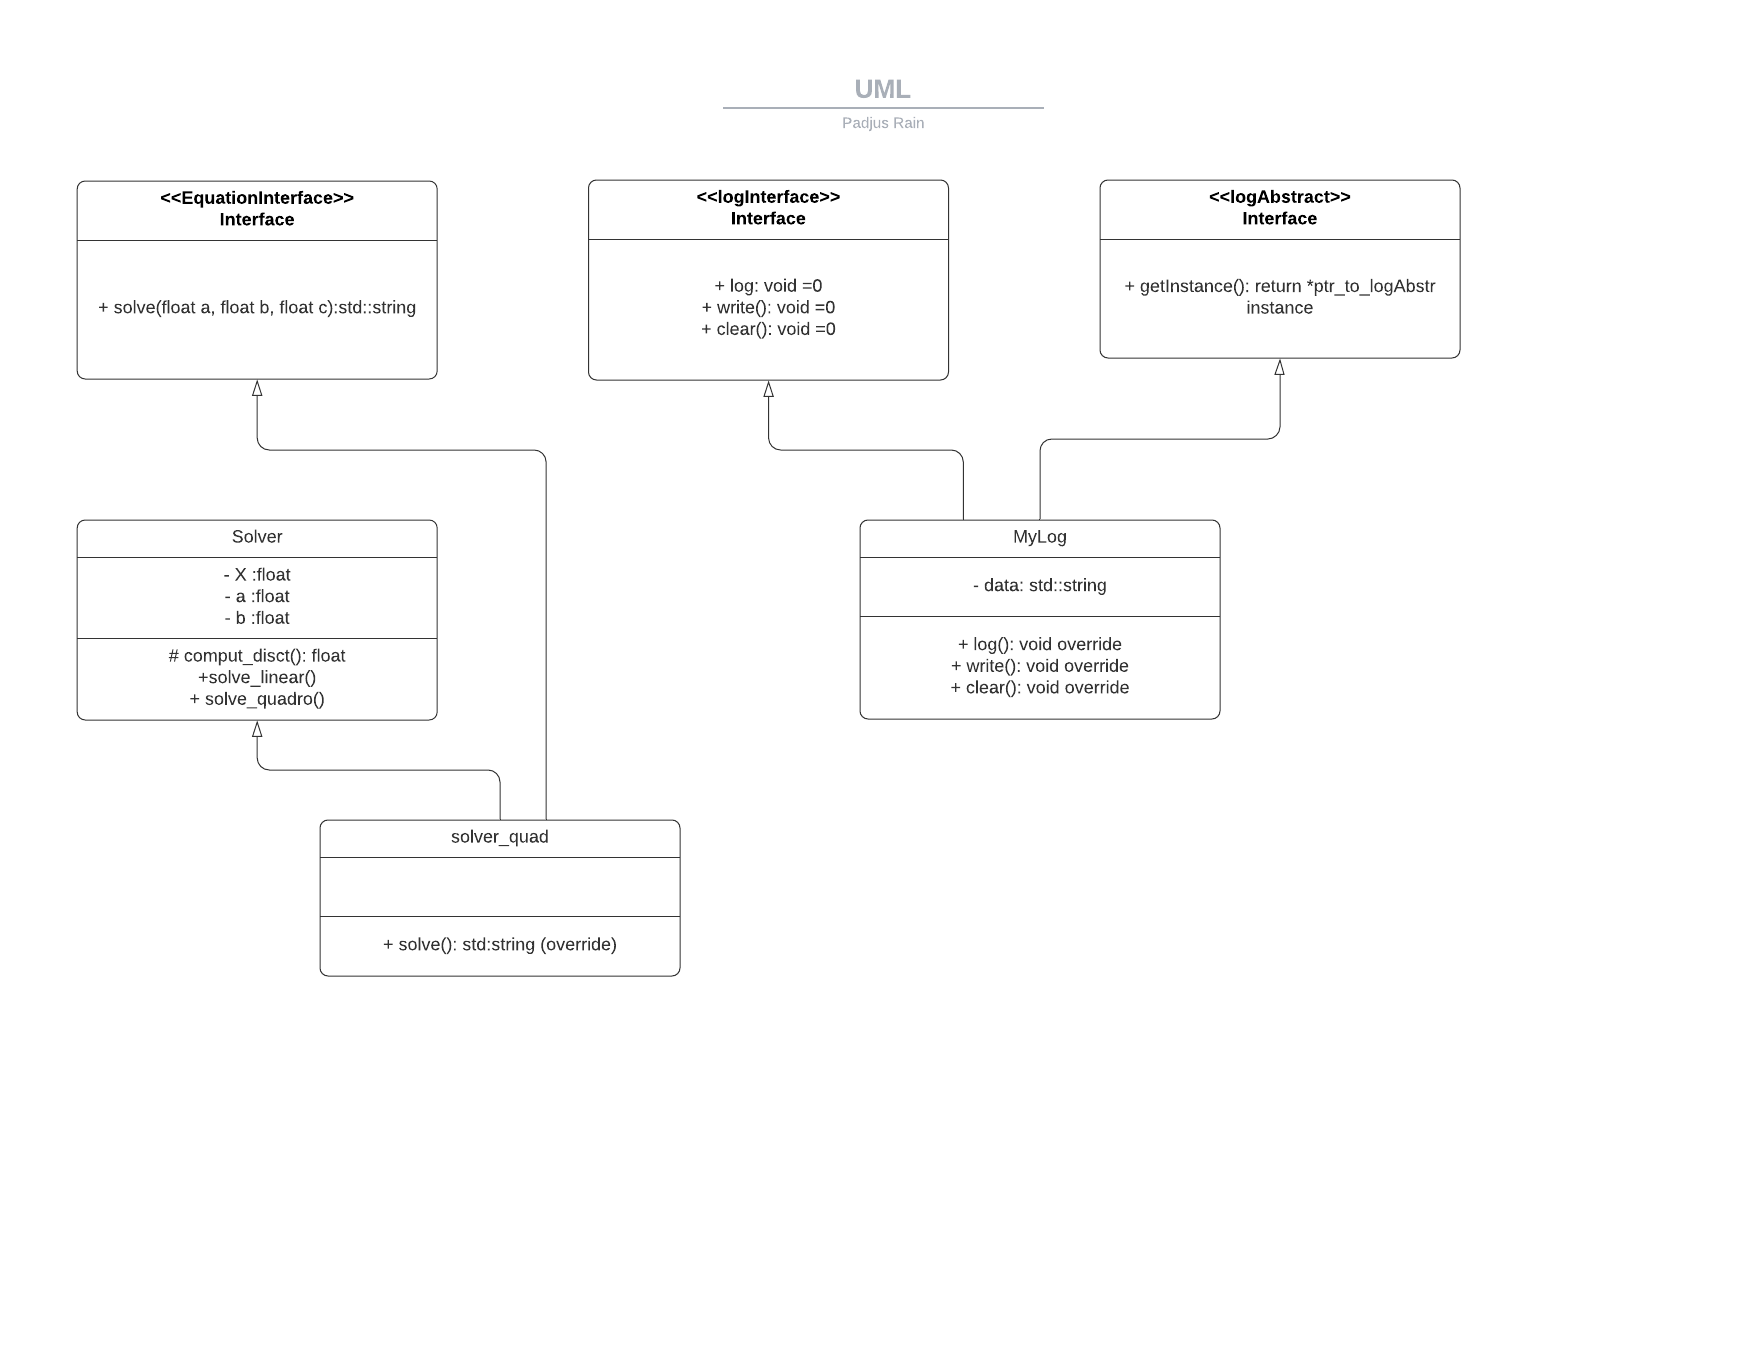 UML
Padjus Rain
<<EquationInterface>>
Interface
+ solve(float a, float b, float c):std::string
<<logInterface>>
Interface
+ log: void =0
+ write(): void =0
+ clear(): void =0
<<logAbstract>>
Interface
+ getInstance(): return *ptr_to_logAbstr
instance
Solver
- X :float
- a :float
- b :float
# comput_disct(): float
+solve_linear()
+ solve_quadro()
MyLog
- data: std::string
+ log(): void override
+ write(): void override
+ clear(): void override
solver_quad
+ solve(): std:string (override)